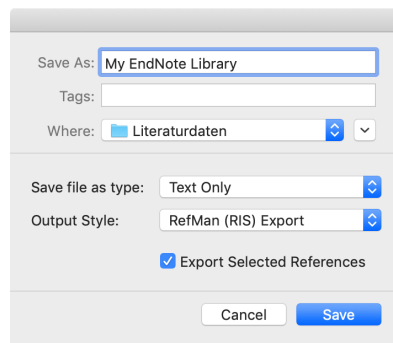 Save As: My EndNote Library
Tags:
Where: Literaturdaten
Save file as type: Text Only
Output Style: RefMan (RIS) Export
Export Selected References
Cancel Save